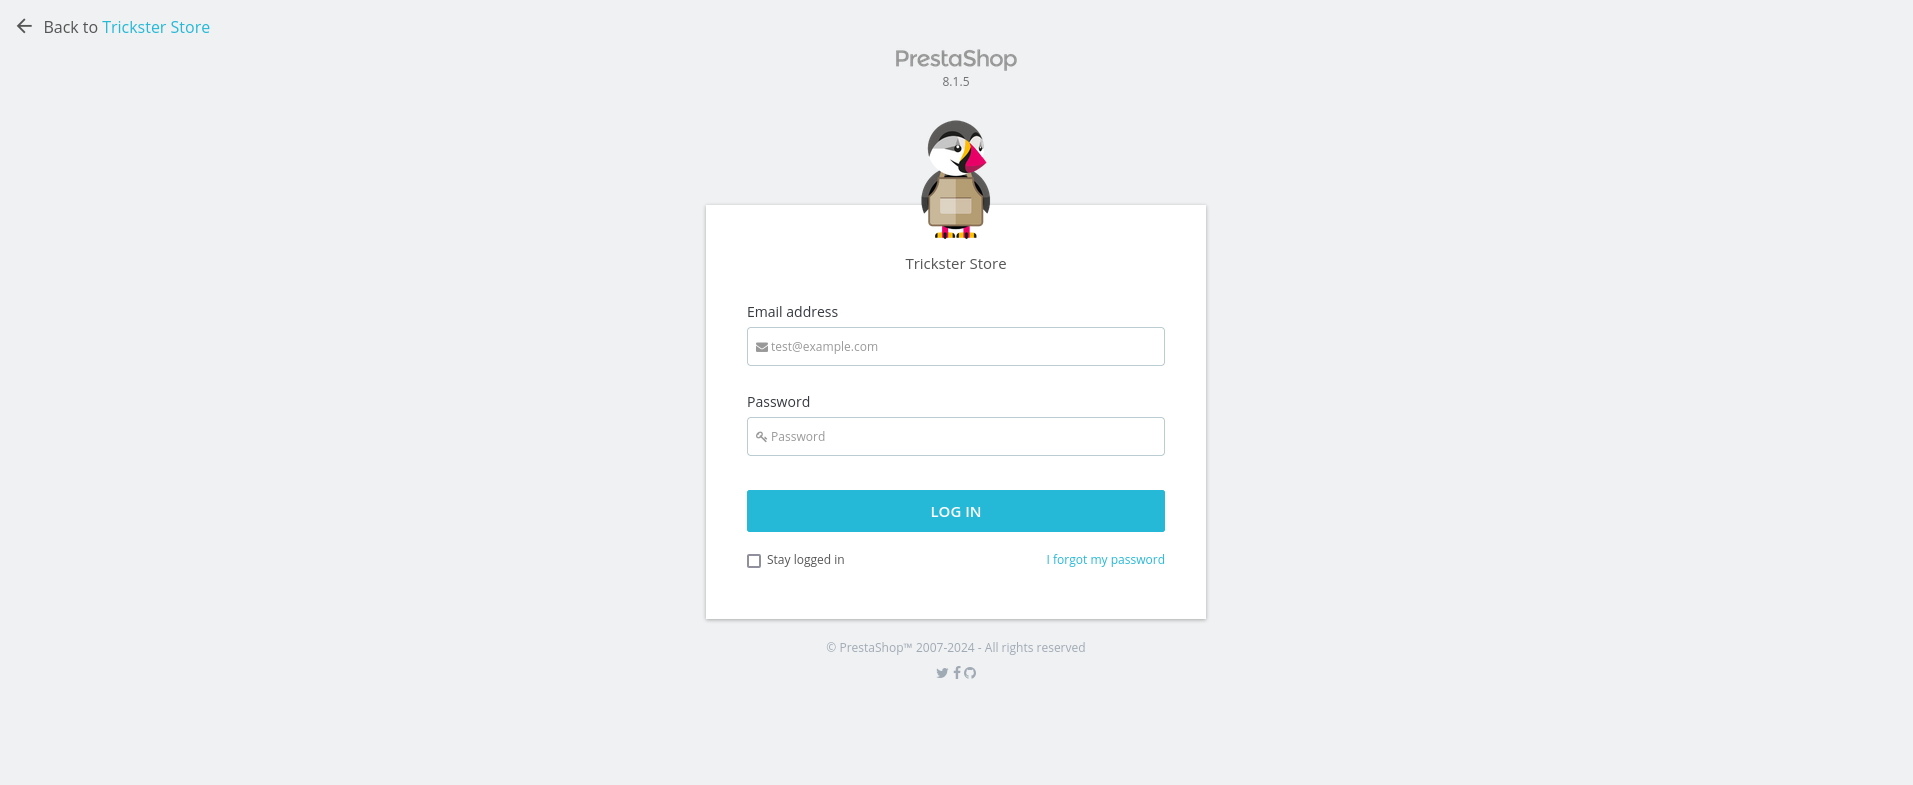 Back to Trickster Store
PrestaShop
8.1.5
Trickster Store
Email address
test@example.com
Password
Password
LOG IN
Stay logged in
I forgot my password
© PrestaShop™ 2007-2024 - All rights reserved